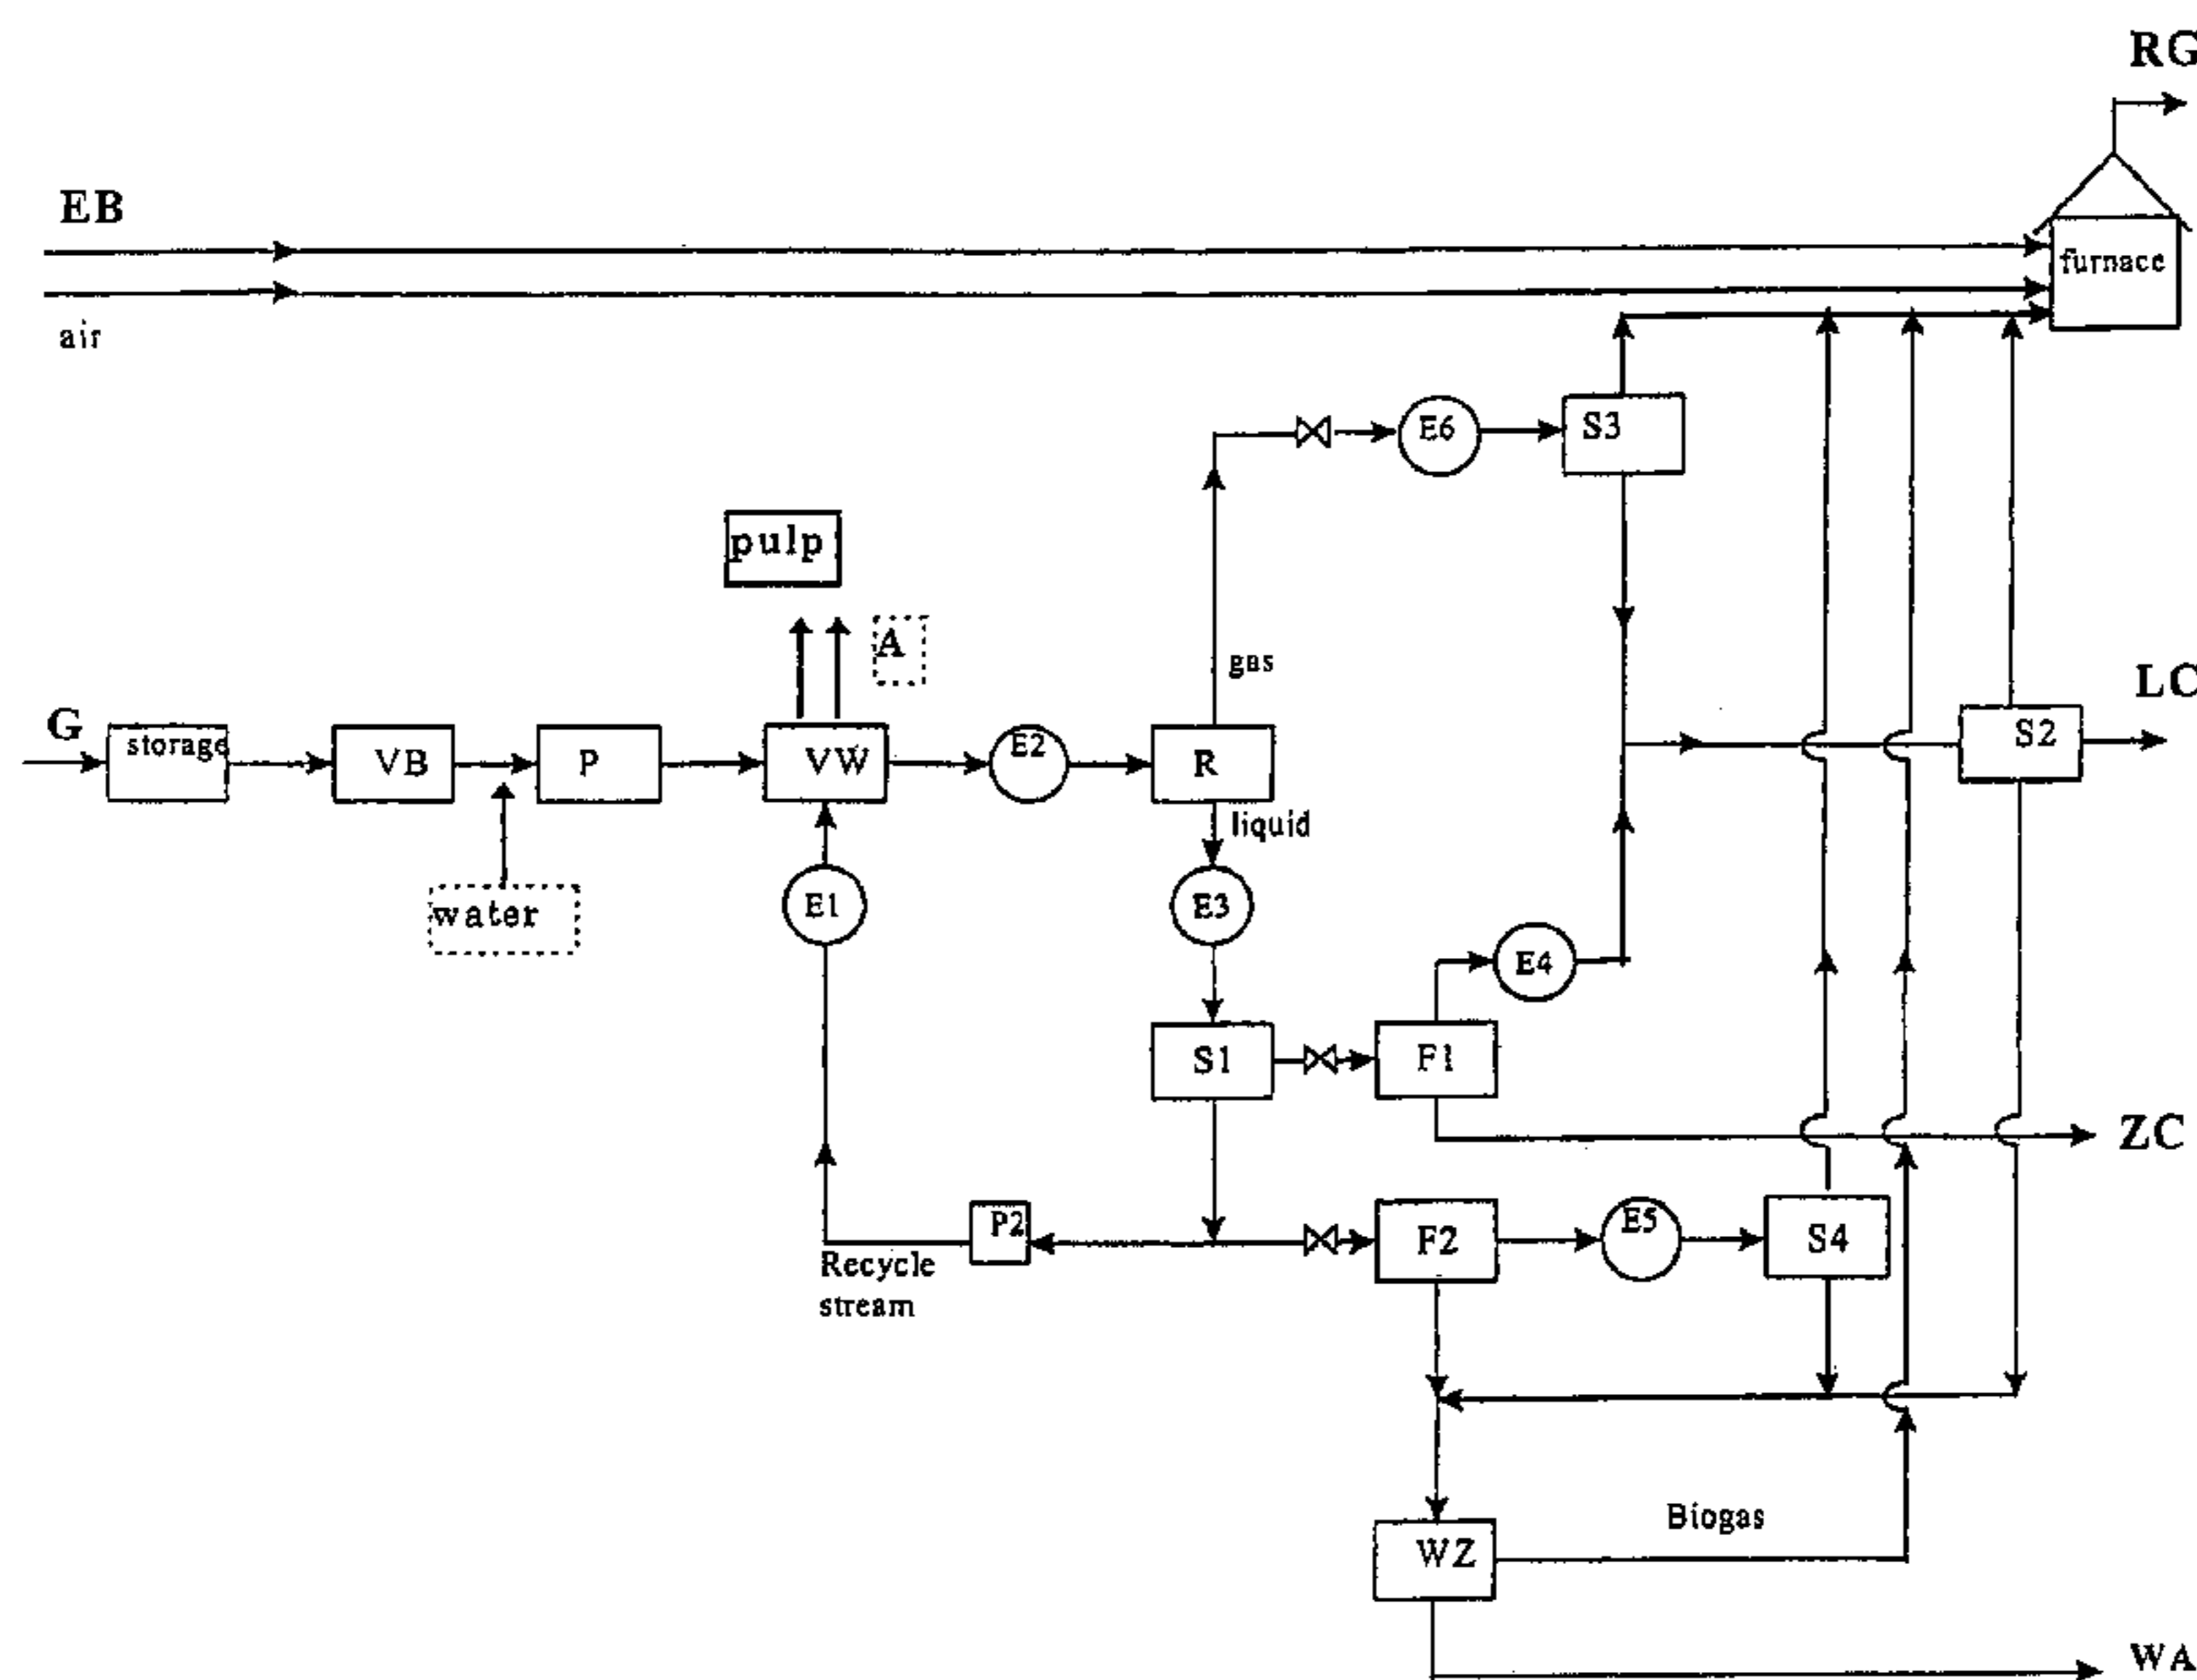 RG
EB
furnace
air
E6
S3
pulp
A
gas
LC
G
storage
VB
P
VW
E2
R
S2
liquid
water
E1
E3
E4
S1
F1
ZC
P2
F2
E5
S4
Recycle
stream
Biogas
WZ
WA